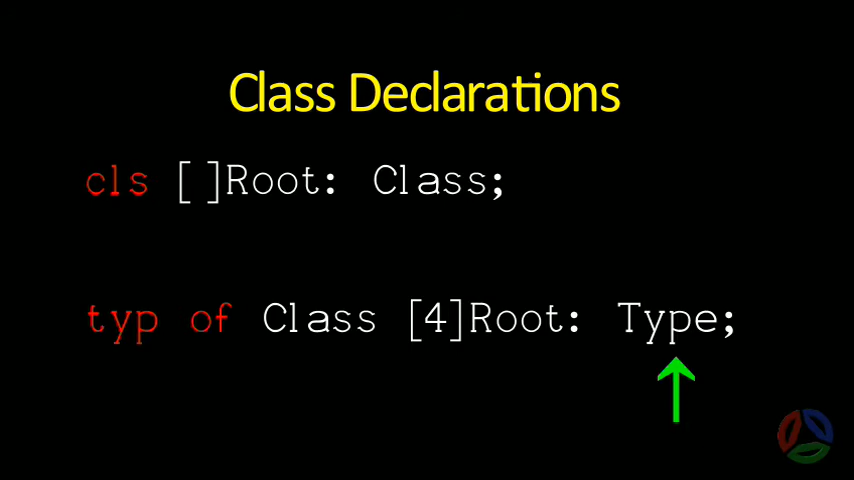 Class Declarations
cls []Root: Class;
typ of Class [4]Root: Type;